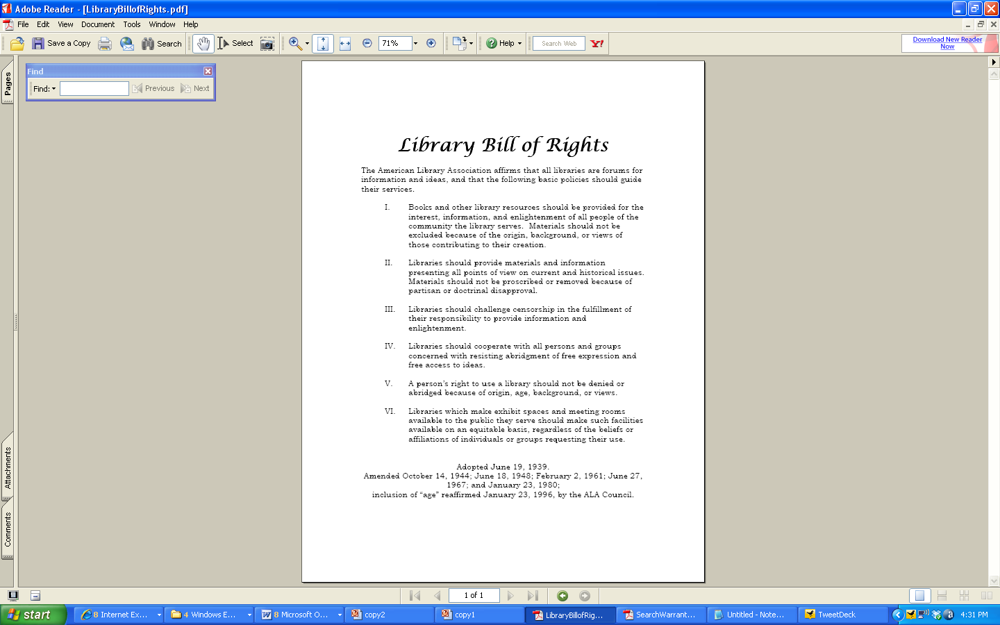 Adobe Reader - [LibraryBillofRights.pdf]
File Edit View Document Tools Window Help
Save a Copy Search Select 71% Help Search Web Y! Download New Reader
Now
Pages
Find
Find: Previous Next
Library Bill of Rights
The American Library Association affirms that all libraries are forums for
information and ideas, and that the following basic policies should guide
their services.
I. Books and other library resources should be provided for the
interest, information, and enlightenment of all people of the
community the library serves. Materials should not be
excluded because of the origin, background, or views of
those contributing to their creation.
II. Libraries should provide materials and information
presenting all points of view on current and historical issues.
Materials should not be proscribed or removed because of
partisan or doctrinal disapproval.
III. Libraries should challenge censorship in the fulfillment of
their responsibility to provide information and
enlightenment.
IV. Libraries should cooperate with all persons and groups
concerned with resisting abridgment of free expression and
free access to ideas.
V. A person's right to use a library should not be denied or
abridged because of origin, age, background, or views.
VI. Libraries which make exhibit spaces and meeting rooms
available to the public they serve should make such facilities
available on an equitable basis, regardless of the beliefs or
affiliations of individuals or groups requesting their use.
Adopted June 19, 1939.
Amended October 14, 1944; June 18, 1948; February 2, 1961; June 27,
1967; and January 23, 1980;
inclusion of “age” reaffirmed January 23, 1996, by the ALA Council.
Attachments
Comments
1 of 1
start 8 Internet Ex... 4 Windows E... 8 Microsoft O... copy2 copy1 LibraryBillofRig... SearchWarrant... Untitled - Note... TweetDeck 4:31 PM